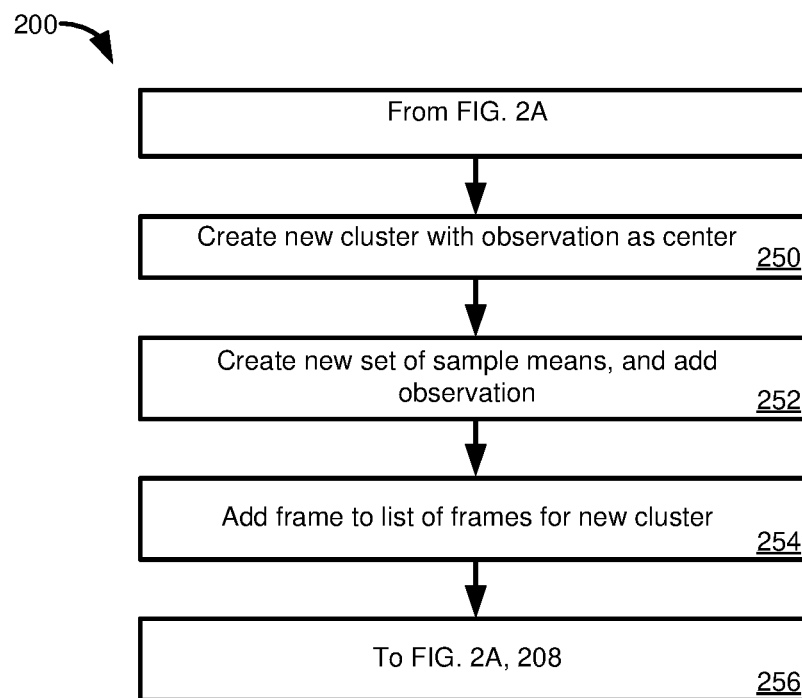 200
From FIG. 2A
Create new cluster with observation as center
250
Create new set of sample means, and add
observation
252
Add frame to list of frames for new cluster
254
To FIG. 2A, 208
256